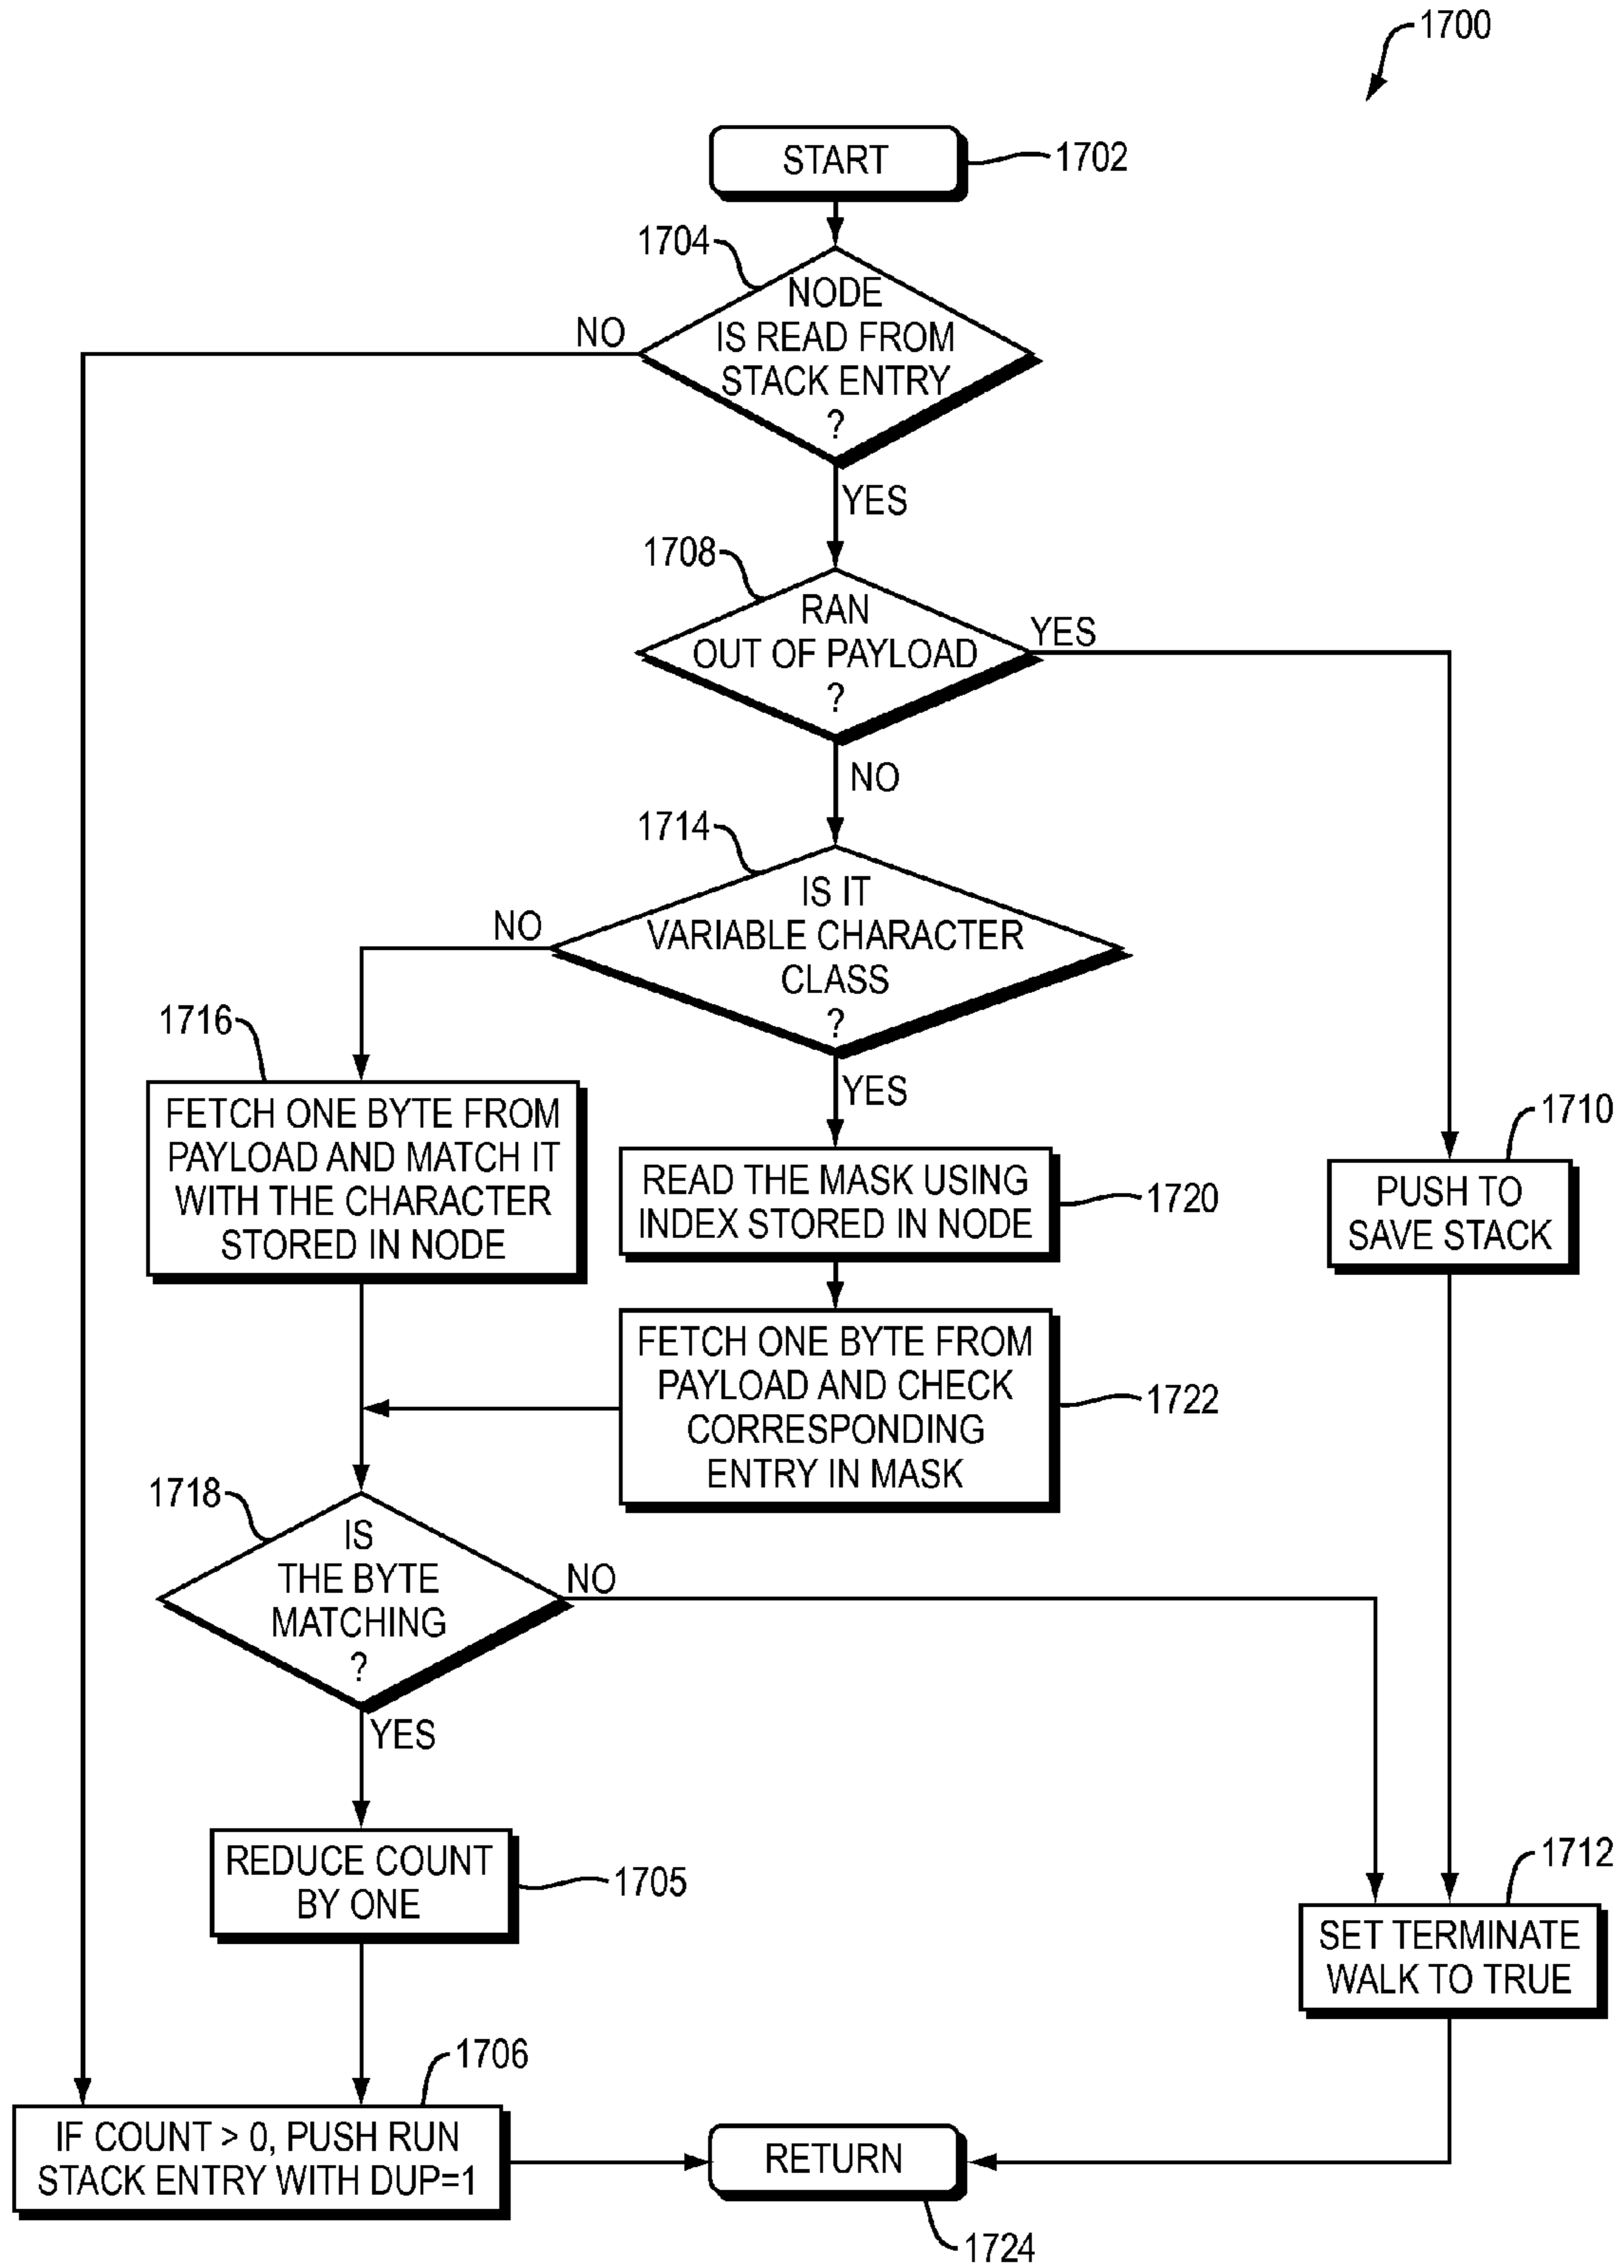 1700
START
1702
1704
NODE
IS READ FROM
STACK ENTRY
?
NO
YES
1708
RAN
OUT OF PAYLOAD
?
YES
NO
1714
IS IT
VARIABLE CHARACTER
CLASS
?
NO
YES
1716
FETCH ONE BYTE FROM
PAYLOAD AND MATCH IT
WITH THE CHARACTER
STORED IN NODE
READ THE MASK USING
INDEX STORED IN NODE
1720
1710
PUSH TO
SAVE STACK
FETCH ONE BYTE FROM
PAYLOAD AND CHECK
CORRESPONDING
ENTRY IN MASK
1722
1718
IS
THE BYTE
MATCHING
?
NO
YES
REDUCE COUNT
BY ONE
1705
1712
SET TERMINATE
WALK TO TRUE
1706
IF COUNT > 0, PUSH RUN
STACK ENTRY WITH DUP=1
RETURN
1724